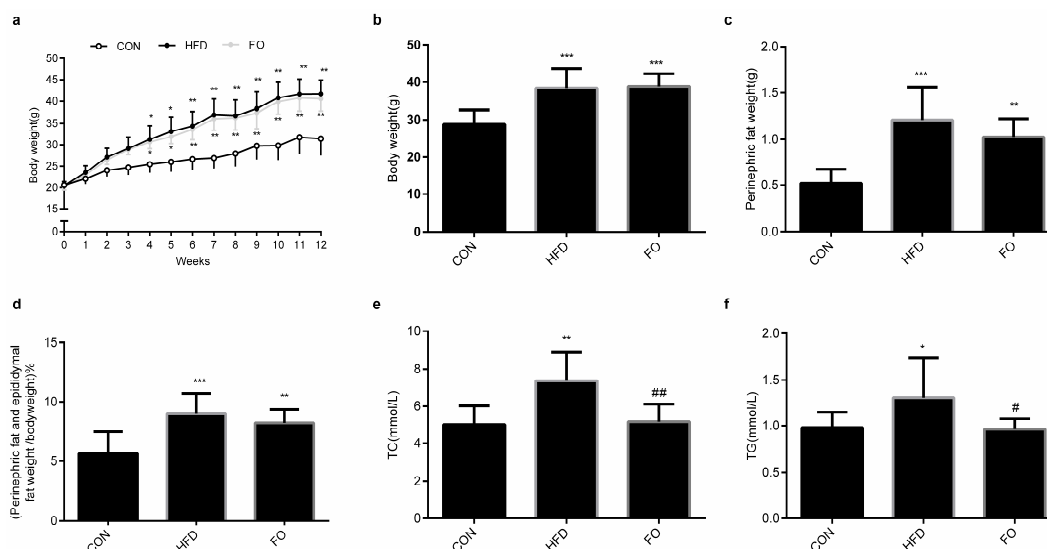 a
CON HFD FO
Body weight(g)
50
45
40
35
30
25
20
15
0
* * ** ** ** ** ** ** **
* * ** ** ** ** ** ** **
0 1 2 3 4 5 6 7 8 9 10 11 12
Weeks
b
Body weight(g)
50
40
30
20
10
0
*** ***
CON HFD FO
c
Perinephric fat weight(g)
2.0
1.5
1.0
0.5
0.0
*** **
CON HFD FO
d
(Perinephric fat and epididymal
fat weight /bodyweight)%
15
10
5
0
*** **
CON HFD FO
e
TC(mmol/L)
10
8
6
4
2
0
** ##
CON HFD FO
f
TG(mmol/L)
2.0
1.5
1.0
0.5
0.0
* #
CON HFD FO